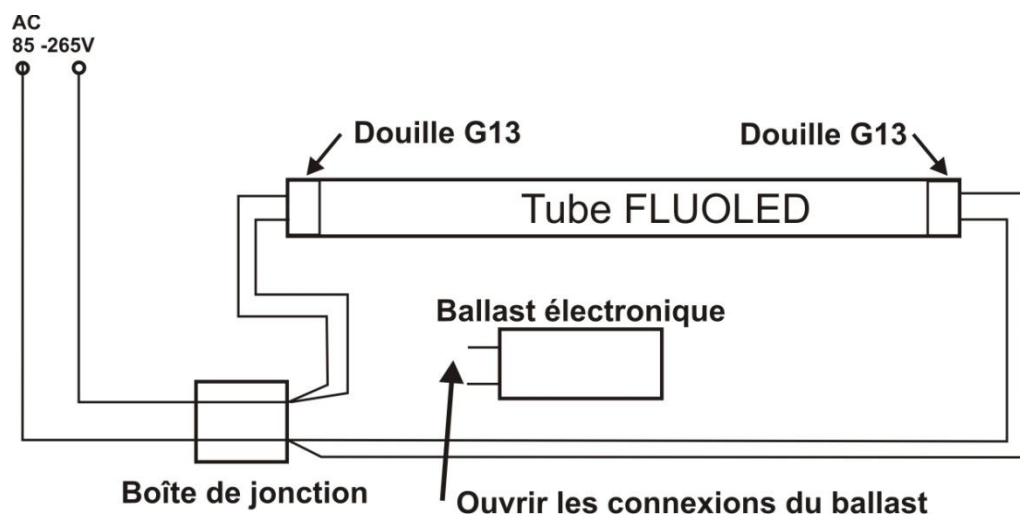 AC
85 -265V
Douille G13
Douille G13
Tube FLUOLED
Ballast électronique
Boîte de jonction
Ouvrir les connexions du ballast